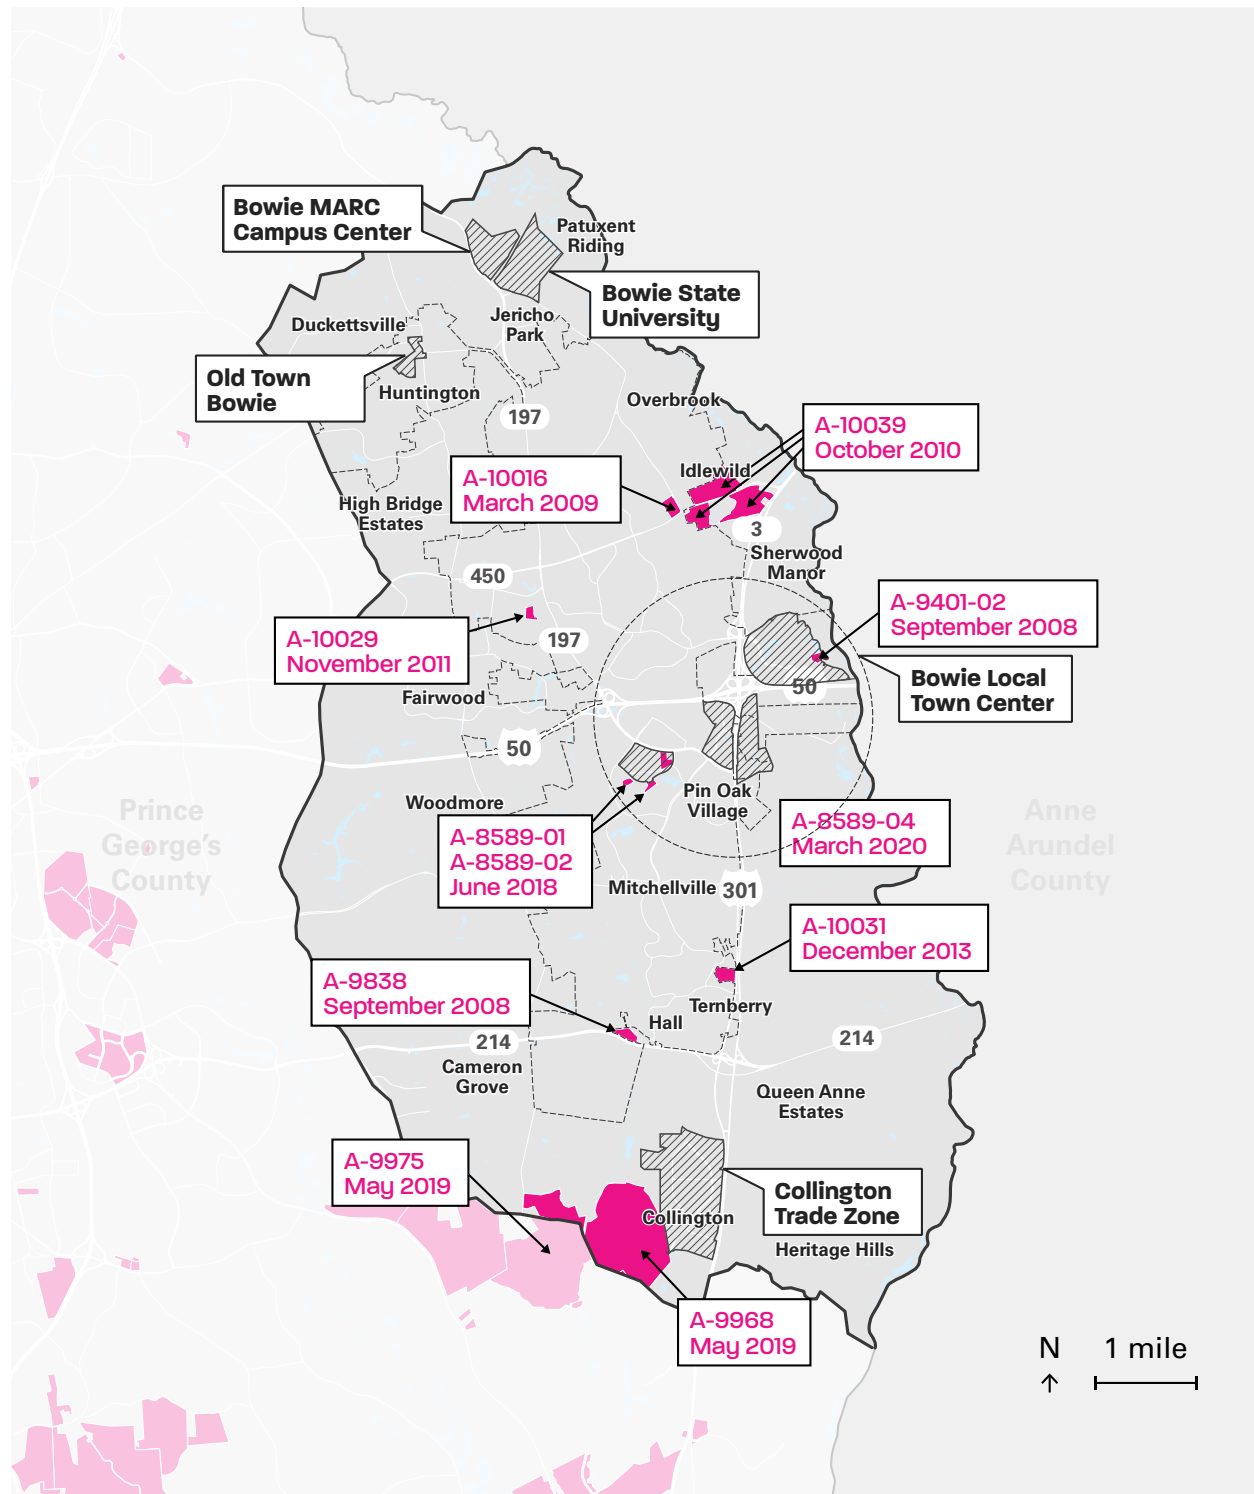 Bowie MARC
Campus Center
Patuxent
Riding
Bowie State
University
Duckettsville
Jericho
Park
Old Town
Bowie
Huntington
197
Overbrook
A-10039
October 2010
A-10016
March 2009
Idlewild
High Bridge
Estates
3
Sherwood
Manor
450
A-9401-02
September 2008
A-10029
November 2011
197
Bowie Local
Town Center
50
Fairwood
50
Pin Oak
Village
Woodmore
Prince
George's
County
Anne
Arundel
County
A-8589-04
March 2020
A-8589-01
A-8589-02
June 2018
Mitchellville
301
A-10031
December 2013
A-9838
September 2008
Ternberry
Hall
214
214
Cameron
Grove
Queen Anne
Estates
A-9975
May 2019
Collington
Trade Zone
Collington
Heritage Hills
A-9968
May 2019
N
1 mile